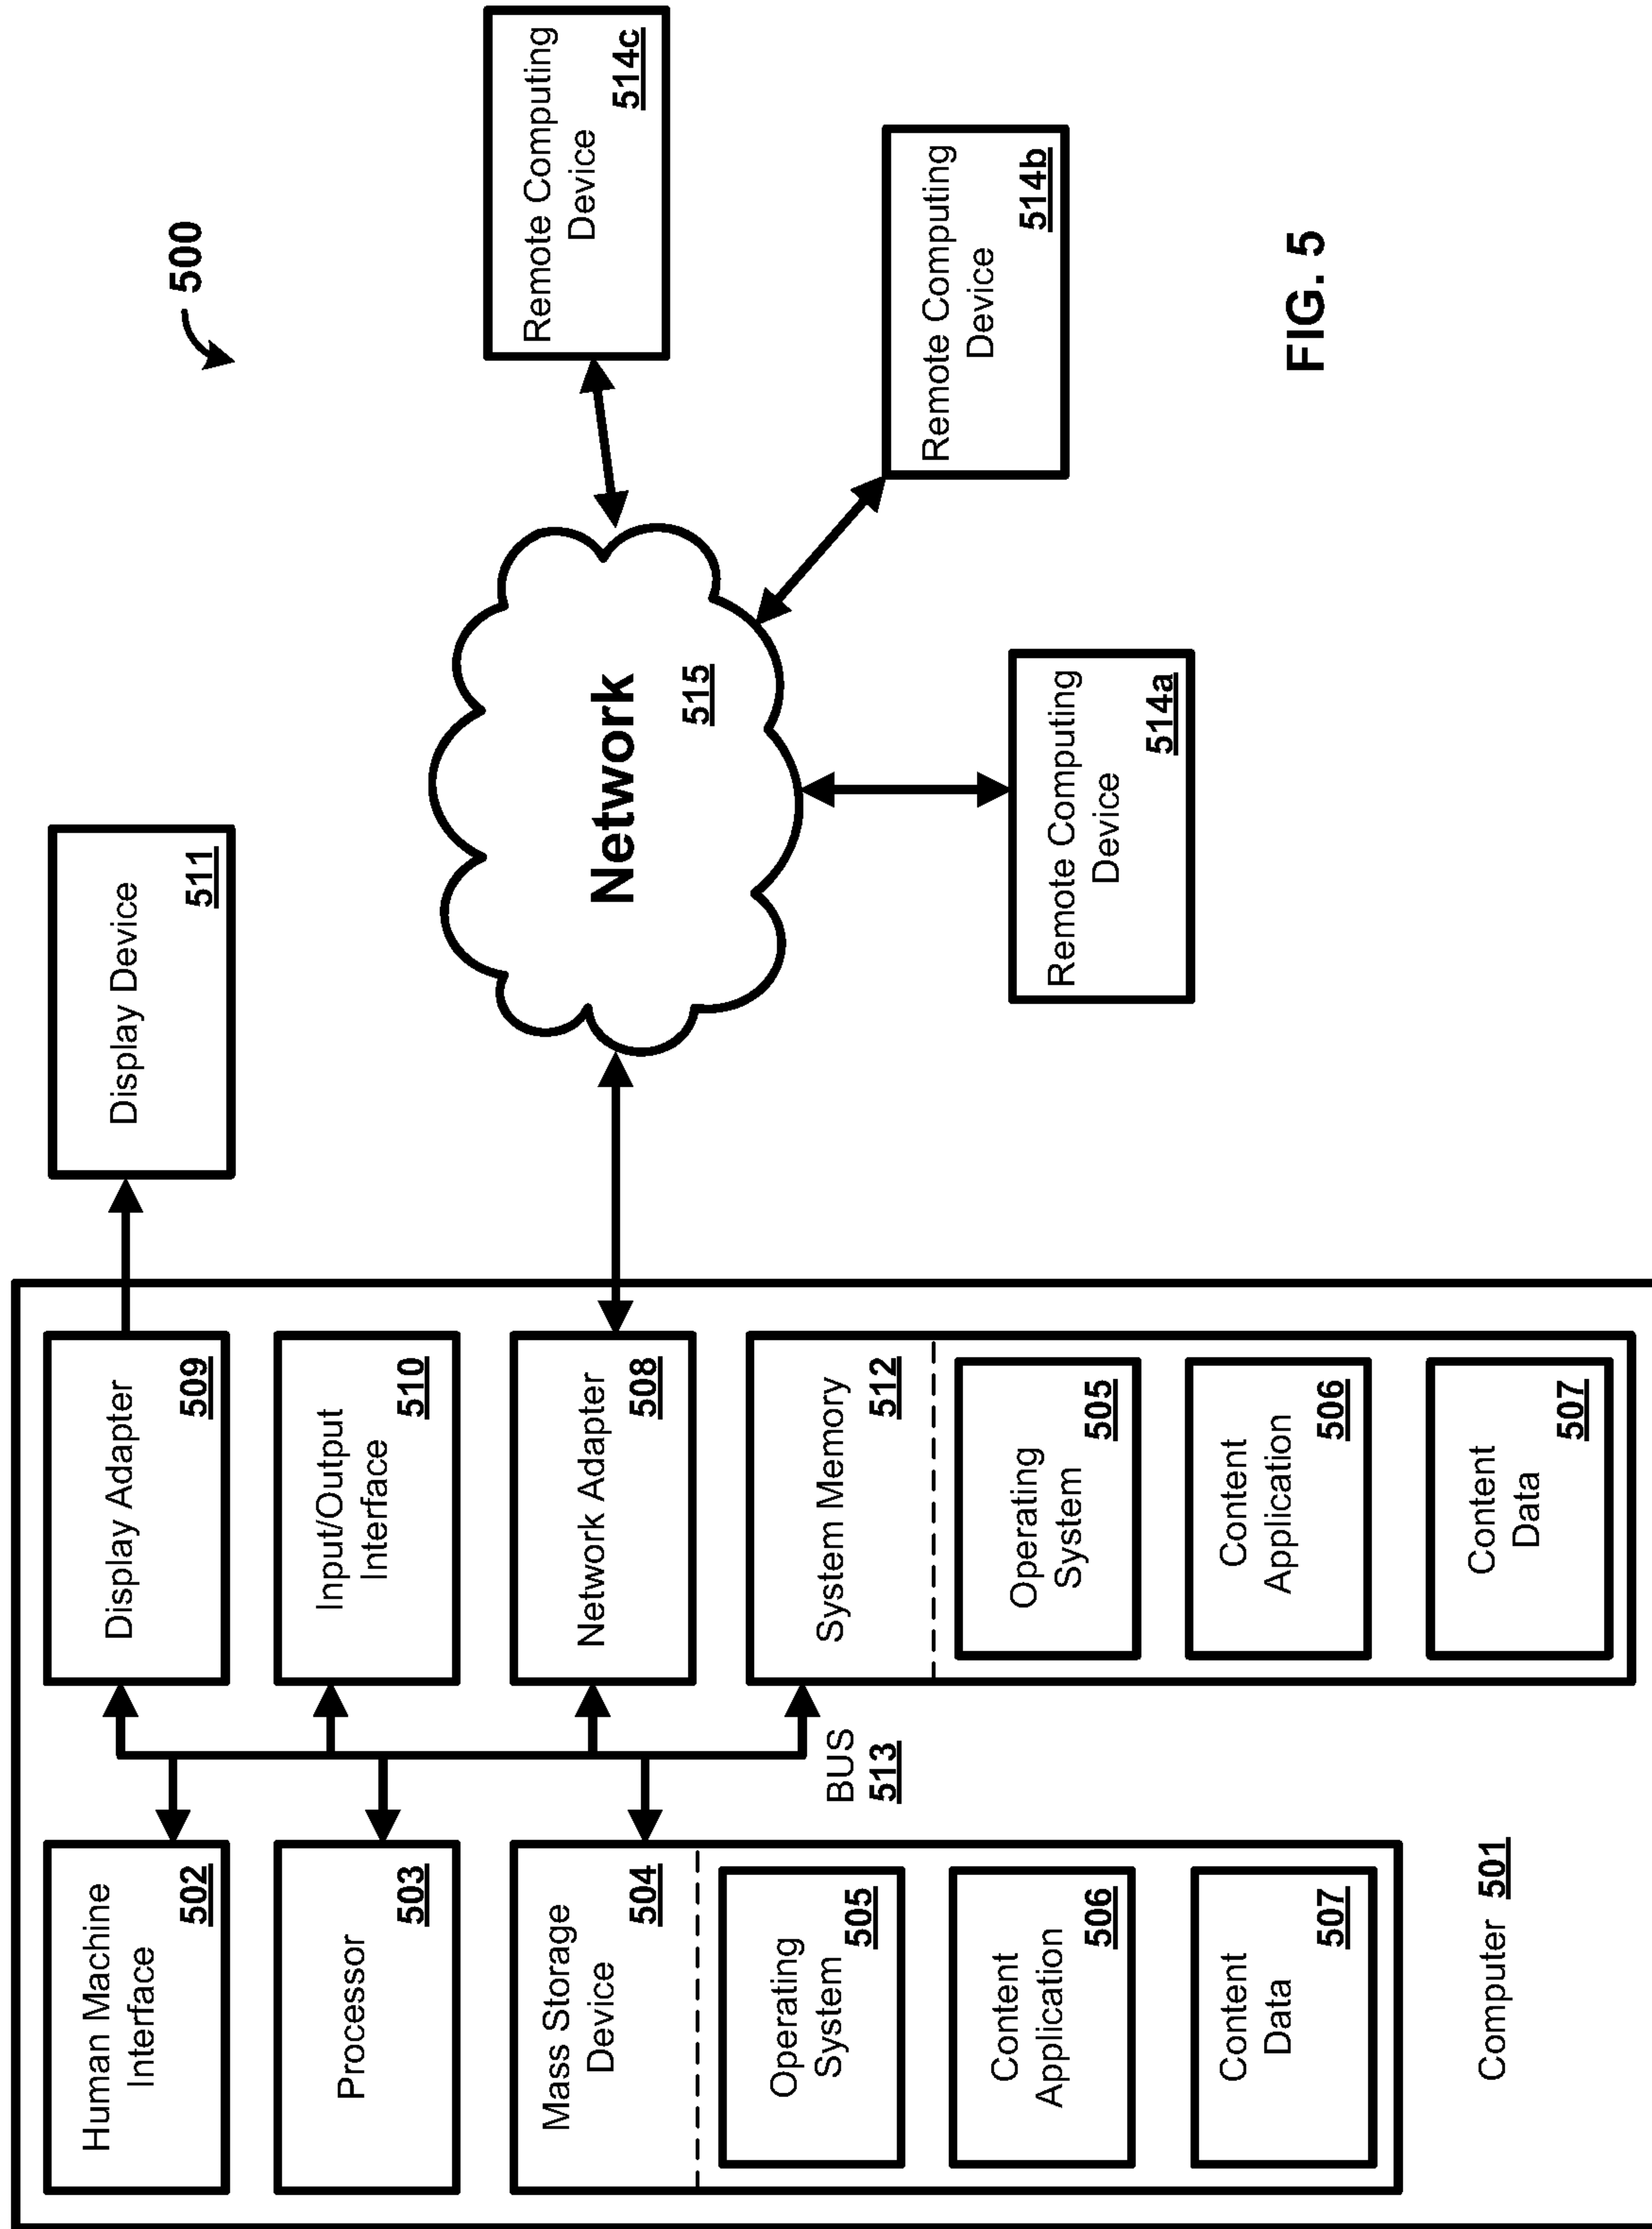 500
Human Machine
Interface
502
Processor
503
Mass Storage
Device
504
Operating
System
505
Content
Application
506
Content
Data
507
Computer 501
BUS
513
Display Adapter
509
Input/Output
Interface
510
Network Adapter
508
System Memory
512
Operating
System
505
Content
Application
506
Content
Data
507
Display Device
511
Network
515
Remote Computing
Device
514a
Remote Computing
Device
514b
Remote Computing
Device
514c
FIG. 5